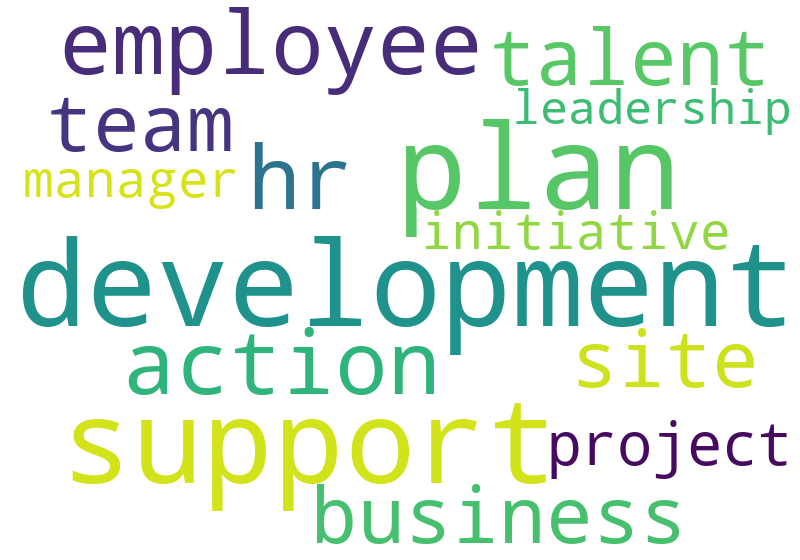 employee
talent
leadership
team
manager
hr
plan
initiative
development
action
site
support
project
business